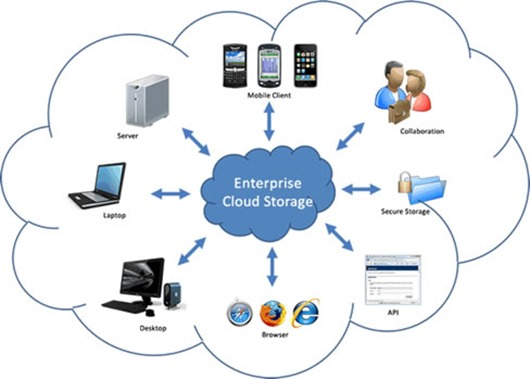 Mobile Client
Server
Collaboration
Enterprise
Cloud Storage
Laptop
Secure Storage
Desktop
Browser
API